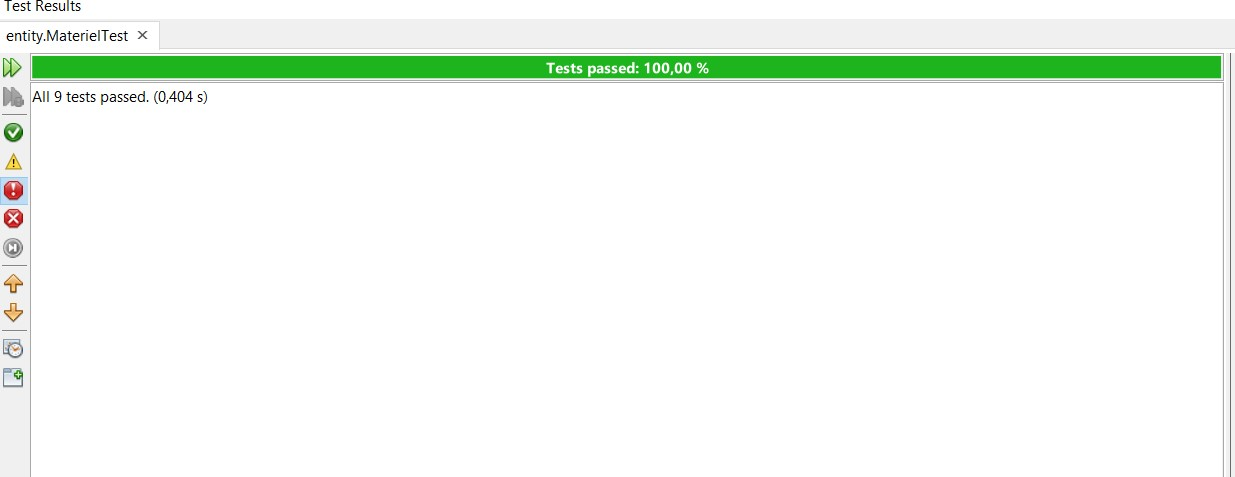 Test Results
entity.MaterielTest
Tests passed: 100,00 %
All 9 tests passed. (0,404 s)